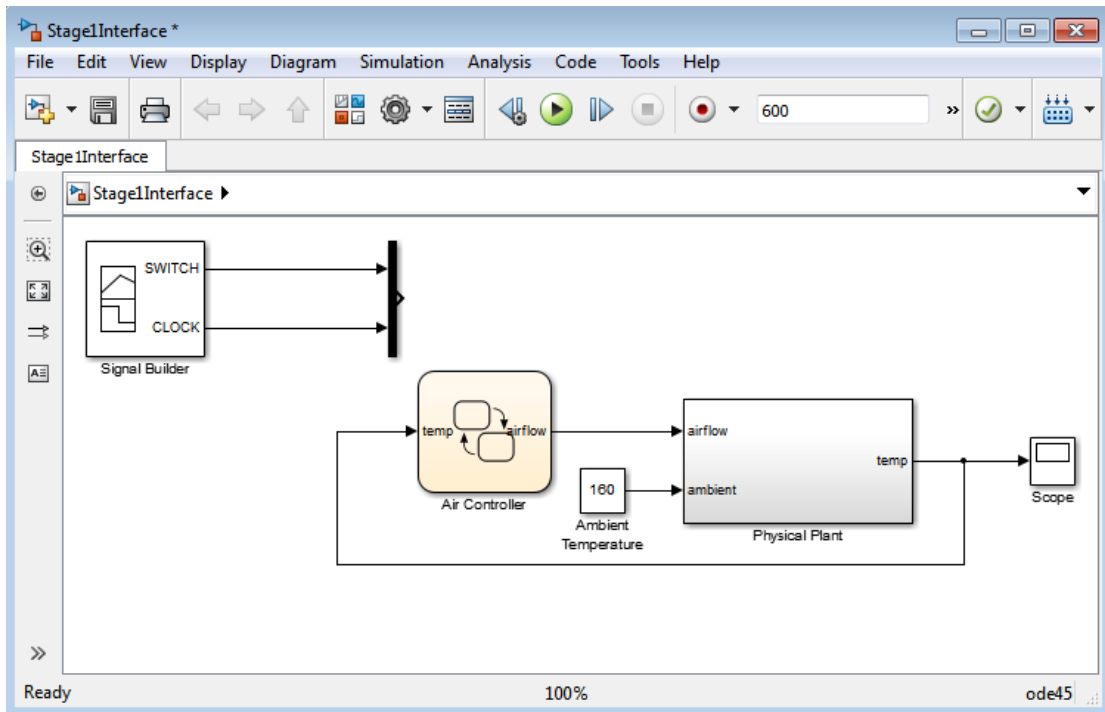 Stage1Interface *
File Edit View Display Diagram Simulation Analysis Code Tools Help
600
Stage1Interface
Stage1Interface
SWITCH
CLOCK
Signal Builder
temp
airflow
Air Controller
160
Ambient
Temperature
airflow
ambient
temp
Physical Plant
Scope
Ready 100% ode45